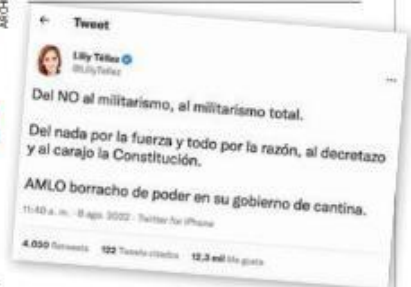 ARCH
Tweet
Lilly Téllez
@LillyTellez
Del NO al militarismo, al militarismo total.
Del nada por la fuerza y todo por la razón, al decretazo
y al carajo la Constitución.
AMLO borracho de poder en su gobierno de cantina.
11:40 a. m. · 8 ago. 2022 · Twitter for iPhone
4,030 Retweets 122 Tweets citados 12,3 mil Me gusta